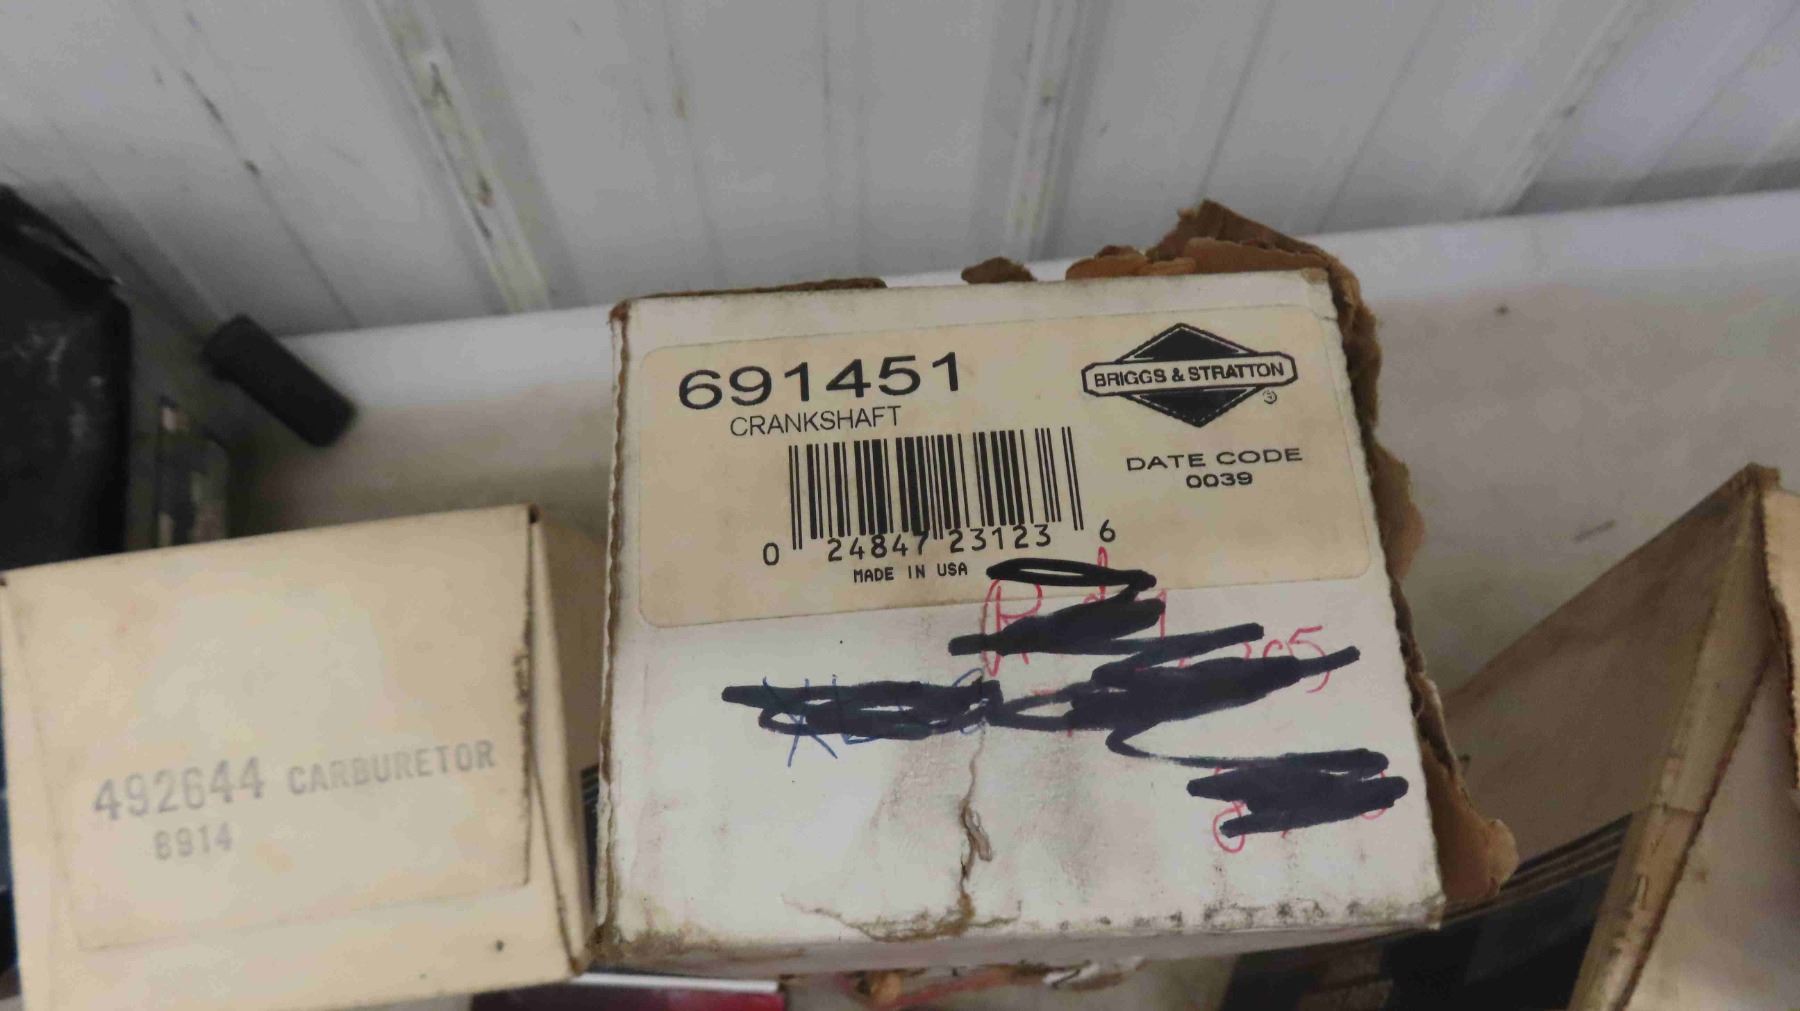 691451
CRANKSHAFT
BRIGGS & STRATTON
®
DATE CODE
0039
0 24847 23123 6
MADE IN USA
492644 CARBURETOR
8914